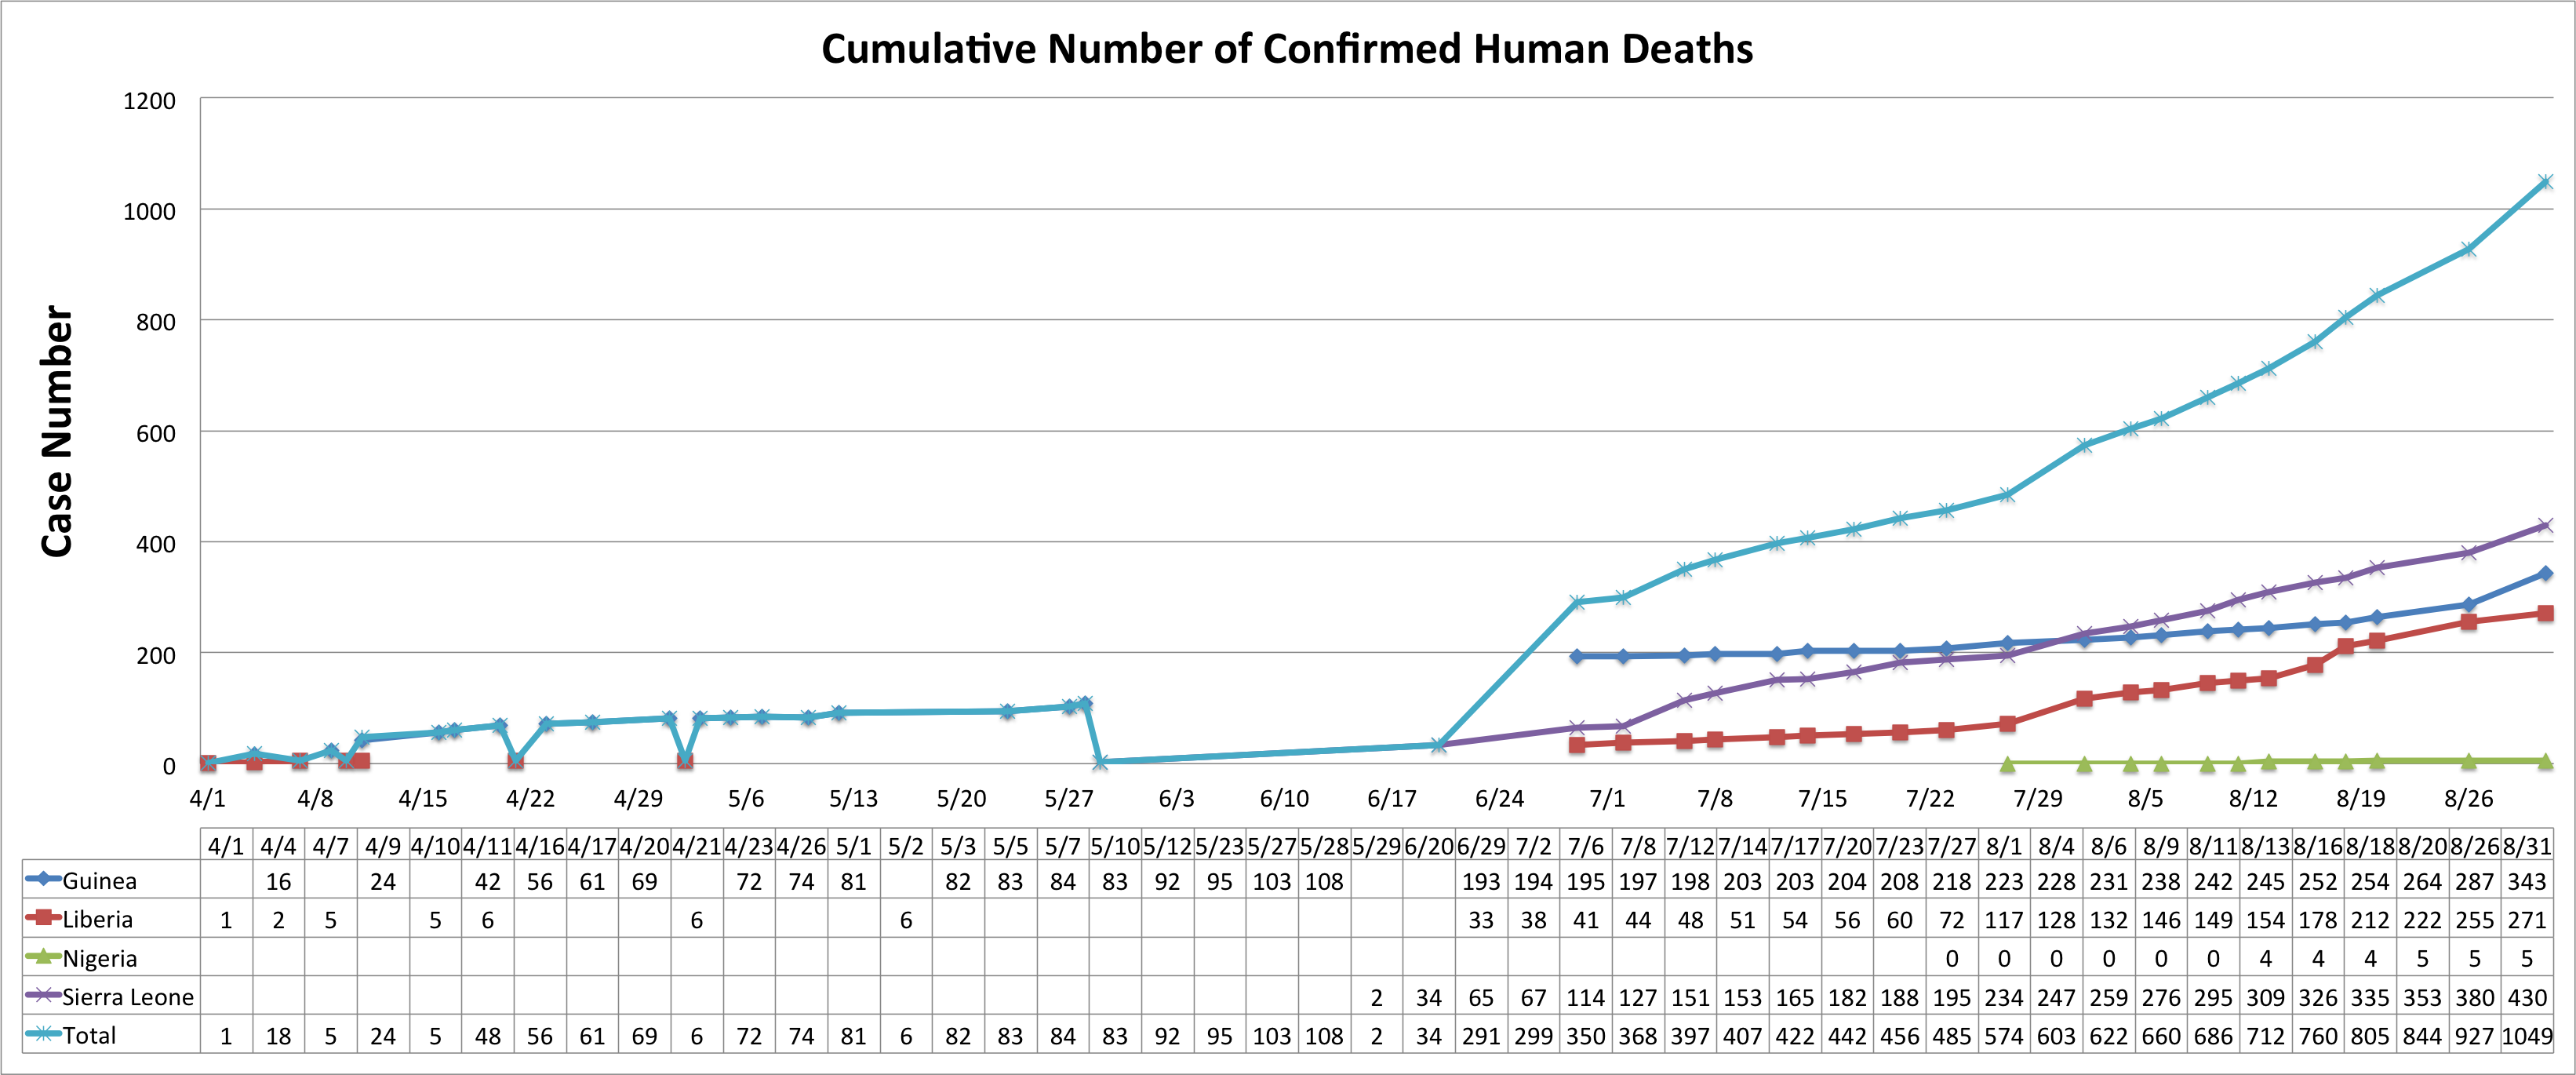 Cumulative Number of Confirmed Human Deaths
Case Number
1200
1000
800
600
400
200
0
4/1 4/8 4/15 4/22 4/29 5/6 5/13 5/20 5/27 6/3 6/10 6/17 6/24 7/1 7/8 7/15 7/22 7/29 8/5 8/12 8/19 8/26
4/1 4/4 4/7 4/9 4/10 4/11 4/16 4/17 4/20 4/21 4/23 4/26 5/1 5/2 5/3 5/5 5/7 5/10 5/12 5/23 5/27 5/28 5/29 6/20 6/29 7/2 7/6 7/8 7/12 7/14 7/17 7/20 7/23 7/27 8/1 8/4 8/6 8/9 8/11 8/13 8/16 8/18 8/20 8/26 8/31
Guinea 16 24 42 56 61 69 72 74 81 82 83 84 83 92 95 103 108 193 194 195 197 198 203 203 204 208 218 223 228 231 238 242 245 252 254 264 287 343
Liberia 1 2 5 5 6 6 6 33 38 41 44 48 51 54 56 60 72 117 128 132 146 149 154 178 212 222 255 271
Nigeria 0 0 0 0 0 0 4 4 4 5 5 5
Sierra Leone 2 34 65 67 114 127 151 153 165 182 188 195 234 247 259 276 295 309 326 335 353 380 430
Total 1 18 5 24 5 48 56 61 69 6 72 74 81 6 82 83 84 83 92 95 103 108 2 34 291 299 350 368 397 407 422 442 456 485 574 603 622 660 686 712 760 805 844 927 1049